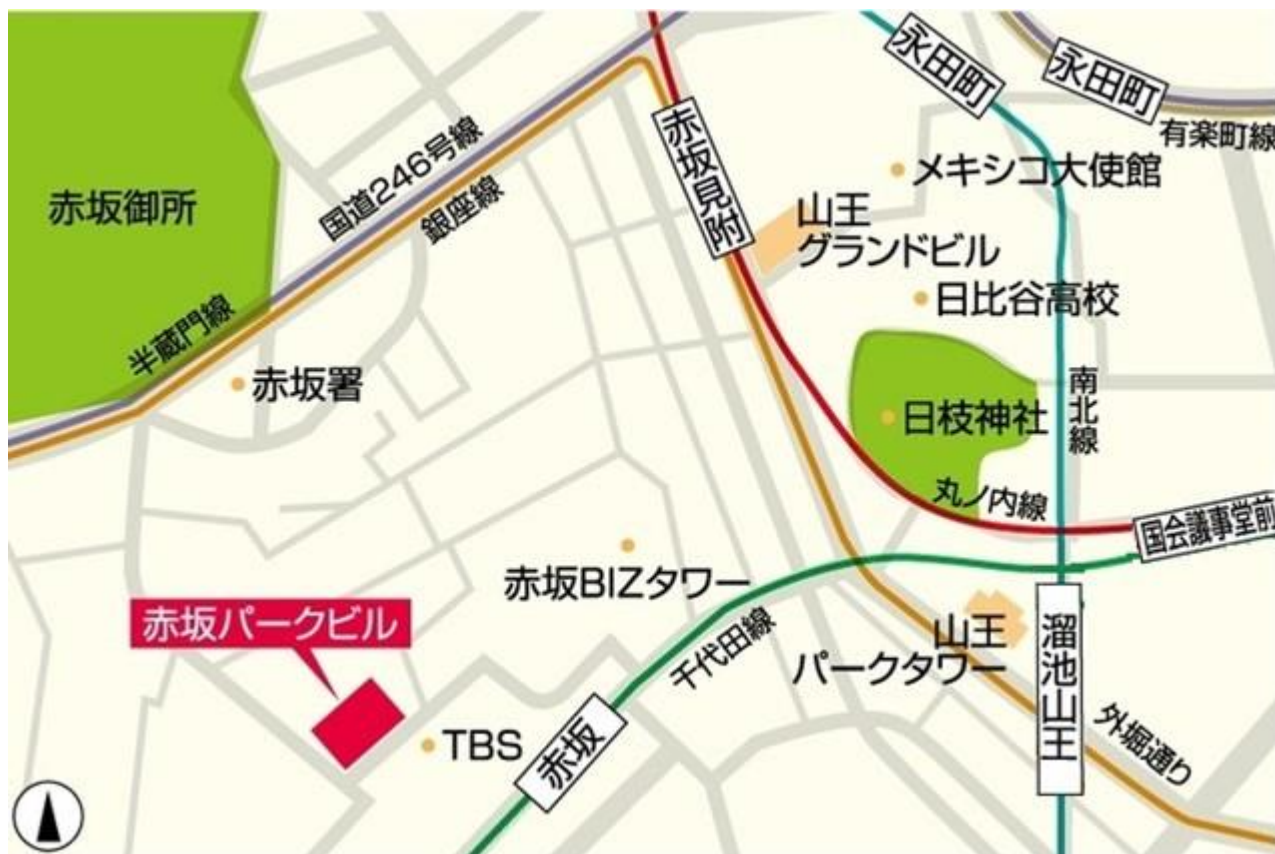 永田町
永田町
有楽町線
赤坂見附
国道246号線
銀座線
メキシコ大使館
赤坂御所
山王
グランドビル
日比谷高校
半蔵門線
赤坂署
南北線
日枝神社
丸ノ内線
国会議事堂前
赤坂BIZタワー
赤坂パークビル
千代田線
山王
パークタワー
溜池山王
TBS
赤坂
外堀通り